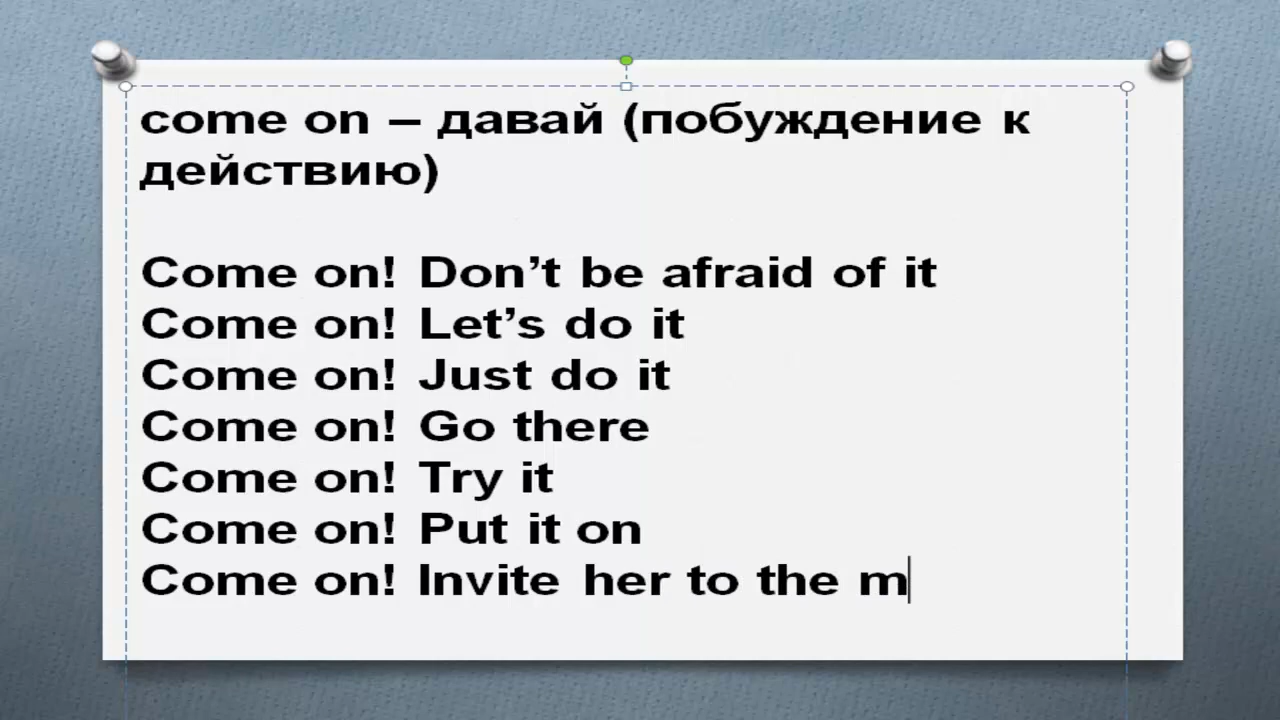 come on – давай (побуждение к
действию)
Come on! Don’t be afraid of it
Come on! Let’s do it
Come on! Just do it
Come on! Go there
Come on! Try it
Come on! Put it on
Come on! Invite her to the m